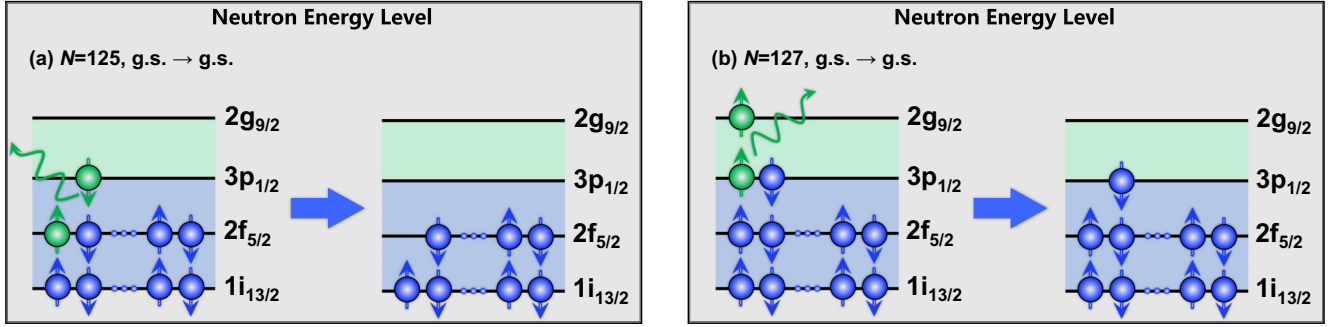 Neutron Energy Level
(a) N=125, g.s. → g.s.
2g9/2
3p1/2
2f5/2
1i13/2
2g9/2
3p1/2
2f5/2
1i13/2
Neutron Energy Level
(b) N=127, g.s. → g.s.
2g9/2
3p1/2
2f5/2
1i13/2
2g9/2
3p1/2
2f5/2
1i13/2